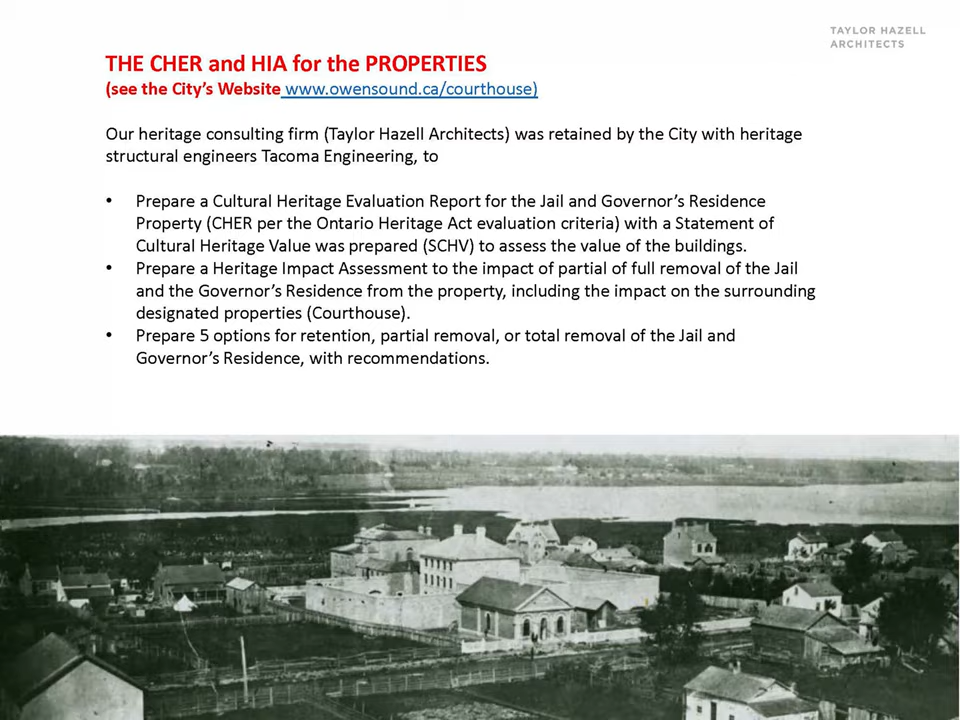 TAYLOR HAZELL
ARCHITECTS
THE CHER and HIA for the PROPERTIES
(see the City’s Website www.owensound.ca/courthouse)
Our heritage consulting firm (Taylor Hazell Architects) was retained by the City with heritage
structural engineers Tacoma Engineering, to
• Prepare a Cultural Heritage Evaluation Report for the Jail and Governor’s Residence
Property (CHER per the Ontario Heritage Act evaluation criteria) with a Statement of
Cultural Heritage Value was prepared (SCHV) to assess the value of the buildings.
• Prepare a Heritage Impact Assessment to the impact of partial of full removal of the Jail
and the Governor’s Residence from the property, including the impact on the surrounding
designated properties (Courthouse).
• Prepare 5 options for retention, partial removal, or total removal of the Jail and
Governor’s Residence, with recommendations.